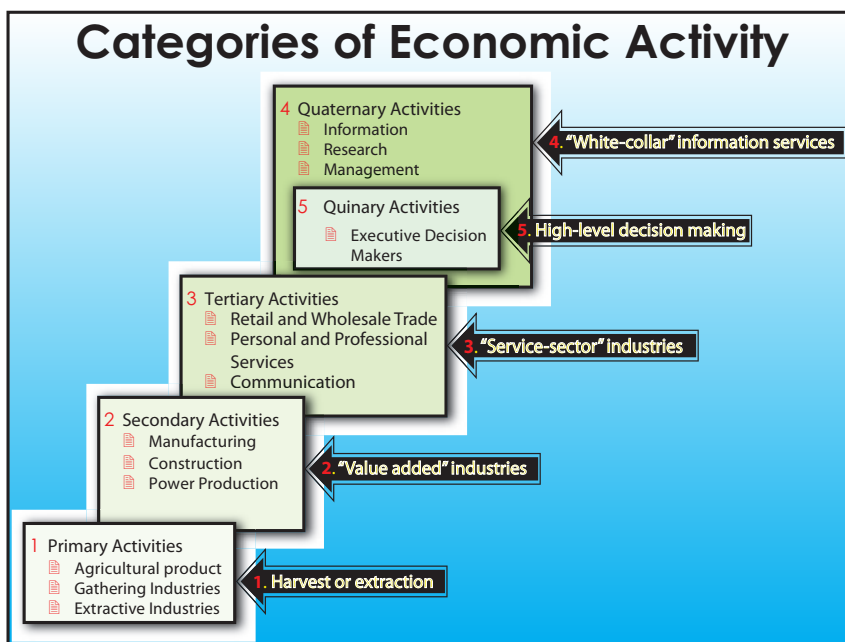 Categories of Economic Activity
4 Quaternary Activities
Information
Research
Management
4. “White-collar” information services
5 Quinary Activities
Executive Decision
Makers
5. High-level decision making
3 Tertiary Activities
Retail and Wholesale Trade
Personal and Professional
Services
Communication
3. “Service-sector” industries
2 Secondary Activities
Manufacturing
Construction
Power Production
2. “Value added” industries
1 Primary Activities
Agricultural product
Gathering Industries
Extractive Industries
1. Harvest or extraction